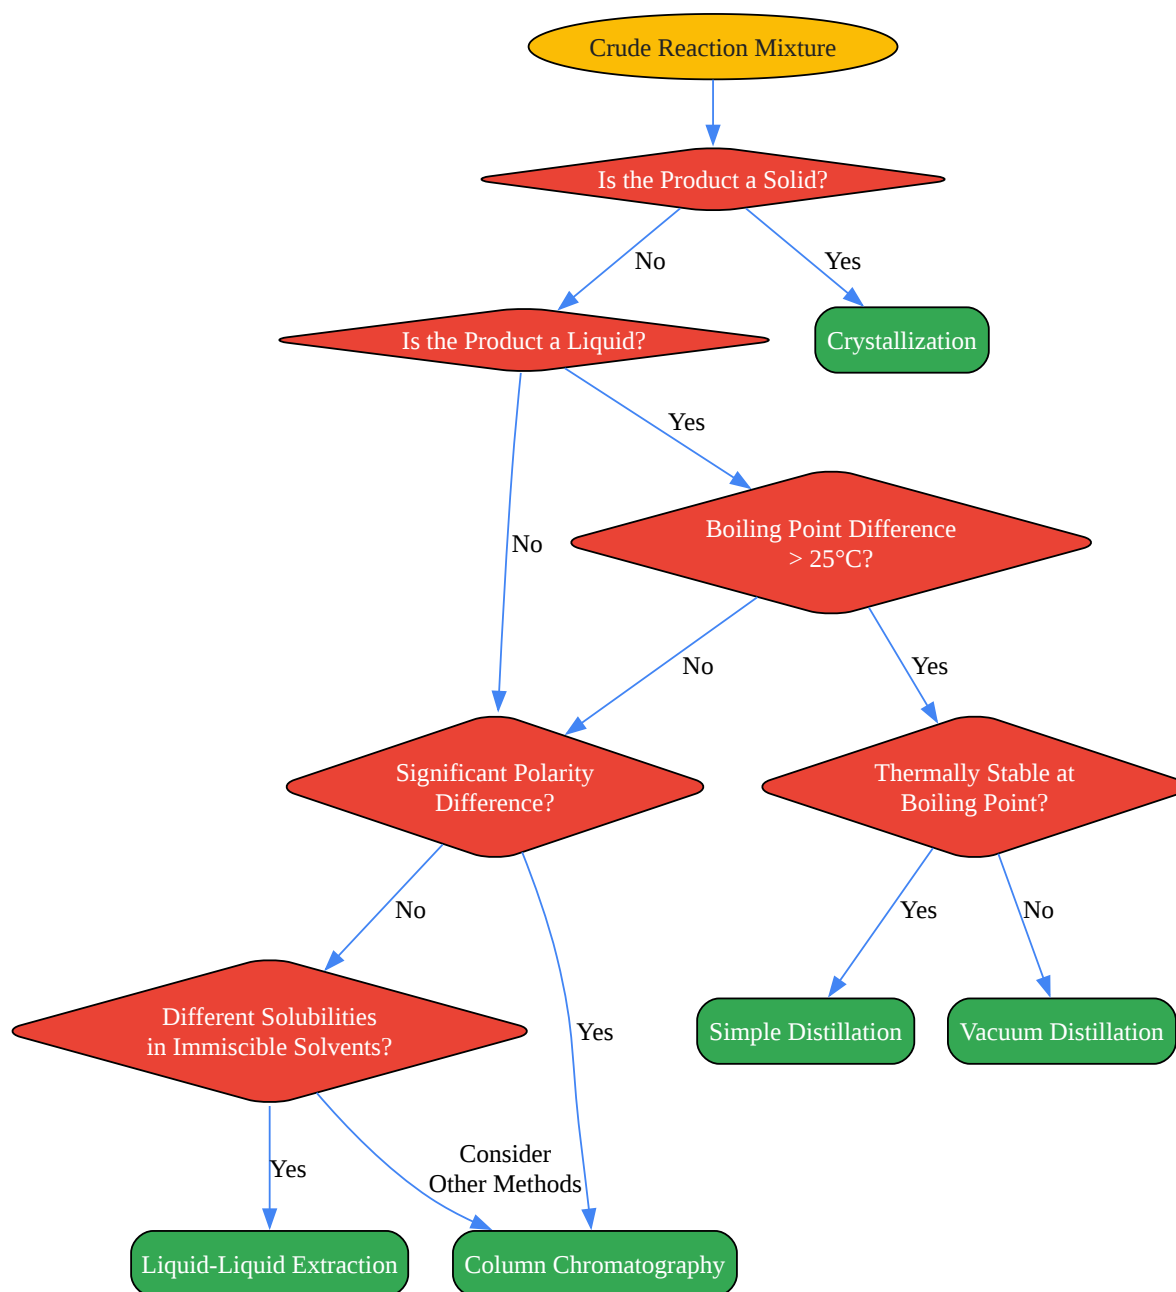 Crude Reaction Mixture
Is the Product a Solid?
No
Yes
Is the Product a Liquid?
Crystallization
Yes
Boiling Point Difference
> 25°C?
No
No
Yes
Significant Polarity
Difference?
Thermally Stable at
Boiling Point?
No
Yes
No
Different Solubilities
in Immiscible Solvents?
Yes
Simple Distillation
Vacuum Distillation
Consider
Other Methods
Yes
Liquid-Liquid Extraction
Column Chromatography